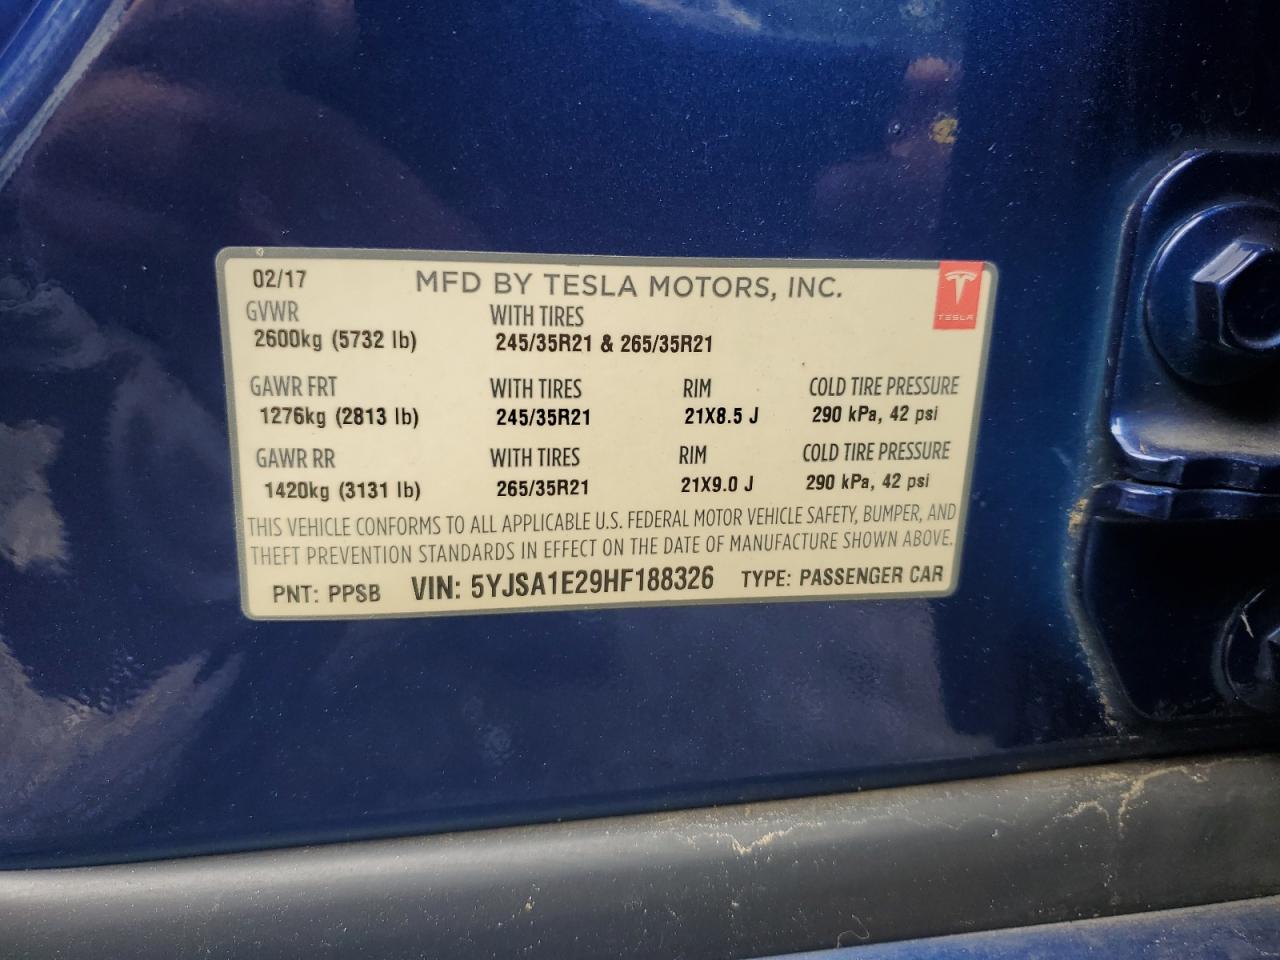 02/17 MFD BY TESLA MOTORS, INC.
TESLA
GVWR WITH TIRES
2600kg (5732 lb) 245/35R21 & 265/35R21
GAWR FRT WITH TIRES RIM COLD TIRE PRESSURE
1276kg (2813 lb) 245/35R21 21X8.5 J 290 kPa, 42 psi
GAWR RR WITH TIRES RIM COLD TIRE PRESSURE
1420kg (3131 lb) 265/35R21 21X9.0 J 290 kPa, 42 psi
THIS VEHICLE CONFORMS TO ALL APPLICABLE U.S. FEDERAL MOTOR VEHICLE SAFETY, BUMPER, AND
THEFT PREVENTION STANDARDS IN EFFECT ON THE DATE OF MANUFACTURE SHOWN ABOVE.
PNT: PPSB VIN: 5YJSA1E29HF188326 TYPE: PASSENGER CAR